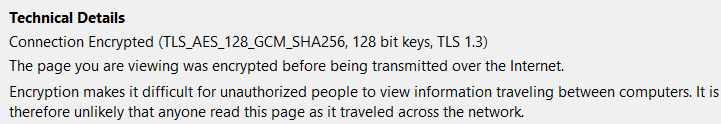 Technical Details
Connection Encrypted (TLS_AES_128_GCM_SHA256, 128 bit keys, TLS 1.3)
The page you are viewing was encrypted before being transmitted over the Internet.
Encryption makes it difficult for unauthorized people to view information traveling between computers. It is
therefore unlikely that anyone read this page as it traveled across the network.